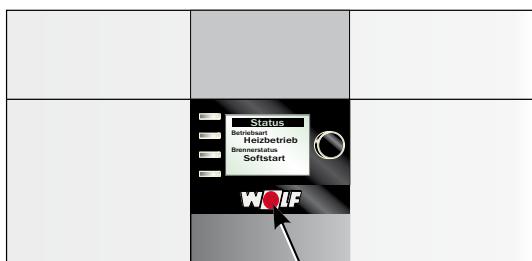 Status
Betriebsart
Heizbetrieb
Brennerstatus
Softstart
WOLF